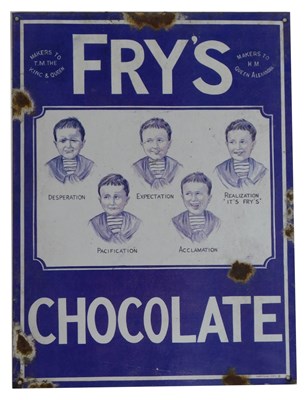 MAKERS TO
T.M. THE
KING & QUEEN
MAKERS TO
H M
QUEEN ALEXANDRA
FRY'S
DESPERATION
EXPECTATION
REALIZATION
"IT'S FRY'S"
PACIFICATION
ACCLAMATION
CHOCOLATE